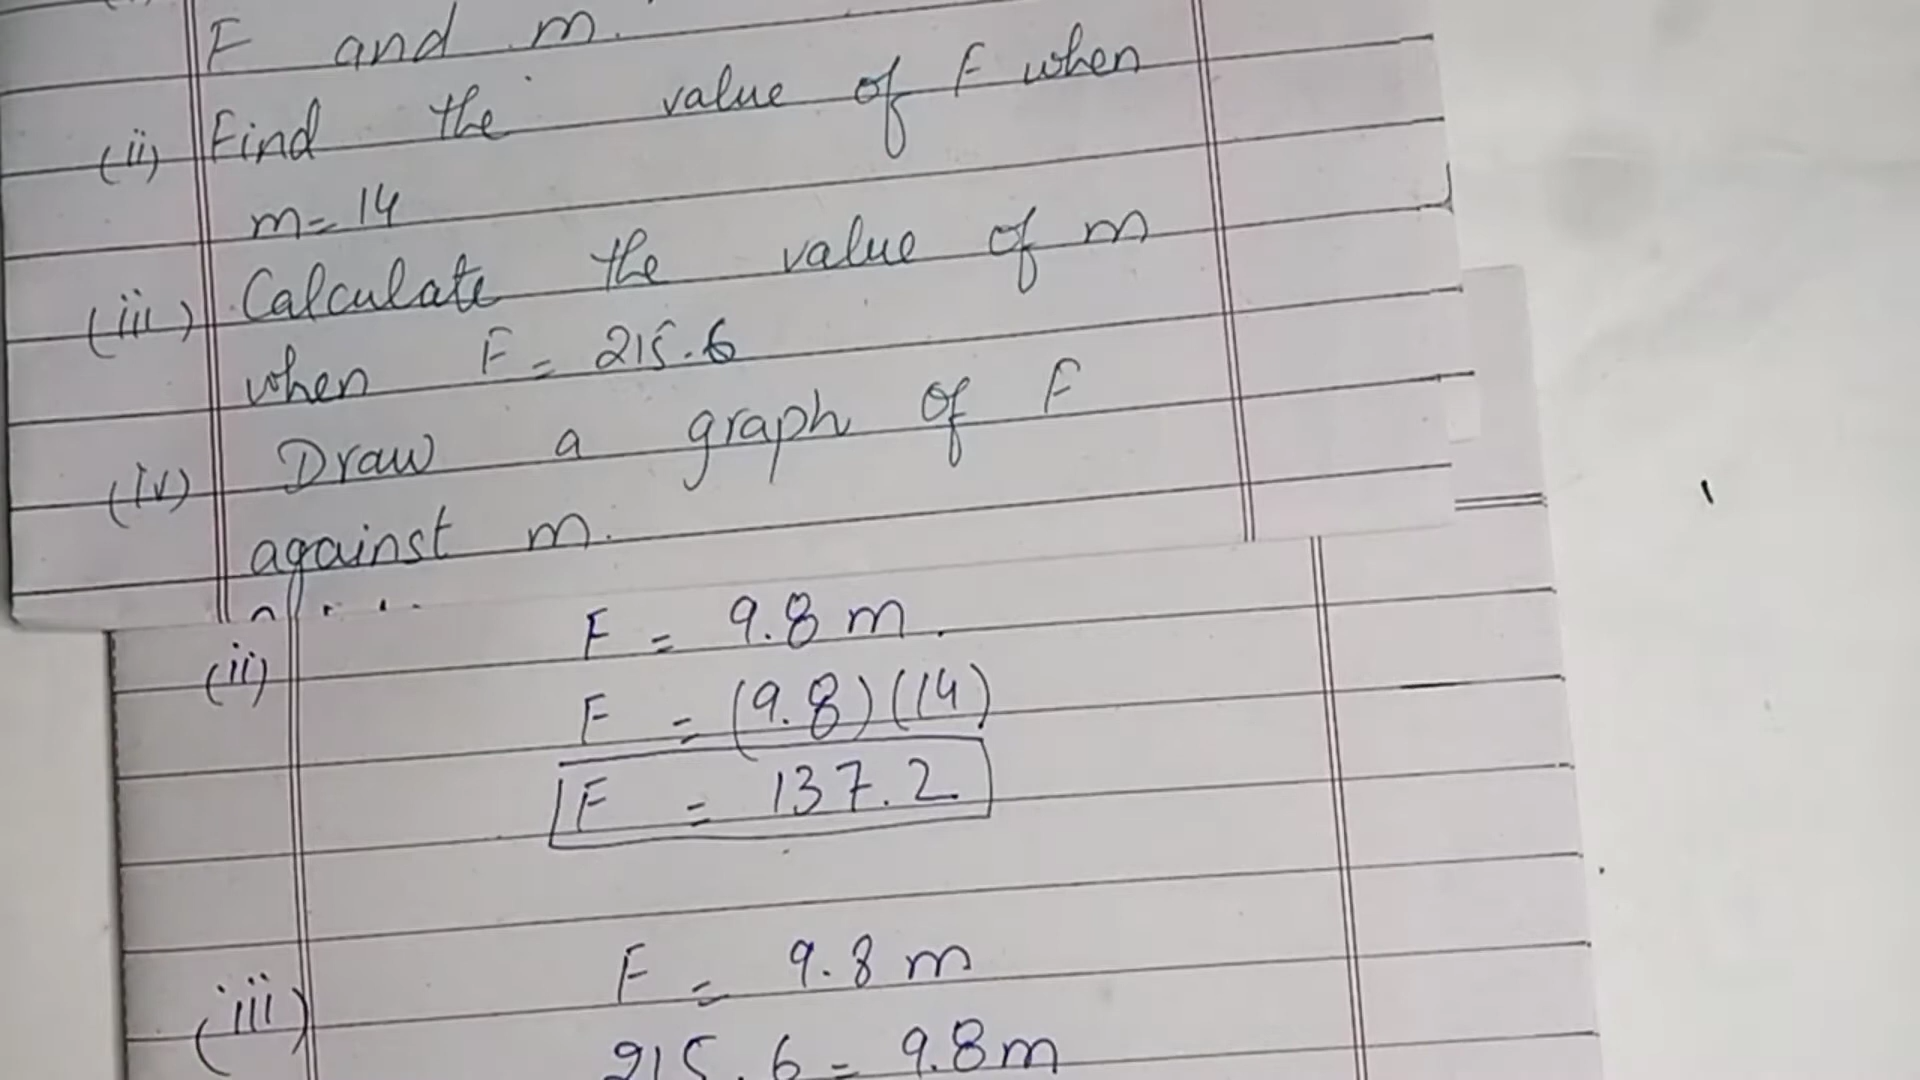 F and m.
(ii) Find the value of F when
m = 14
(iii) Calculate the value of m
when F = 215.6
(iv) Draw a graph of F
against m.
(ii) F = 9.8 m.
F = (9.8)(14)
F = 137.2
(iii) F = 9.8 m
215.6 = 9.8m